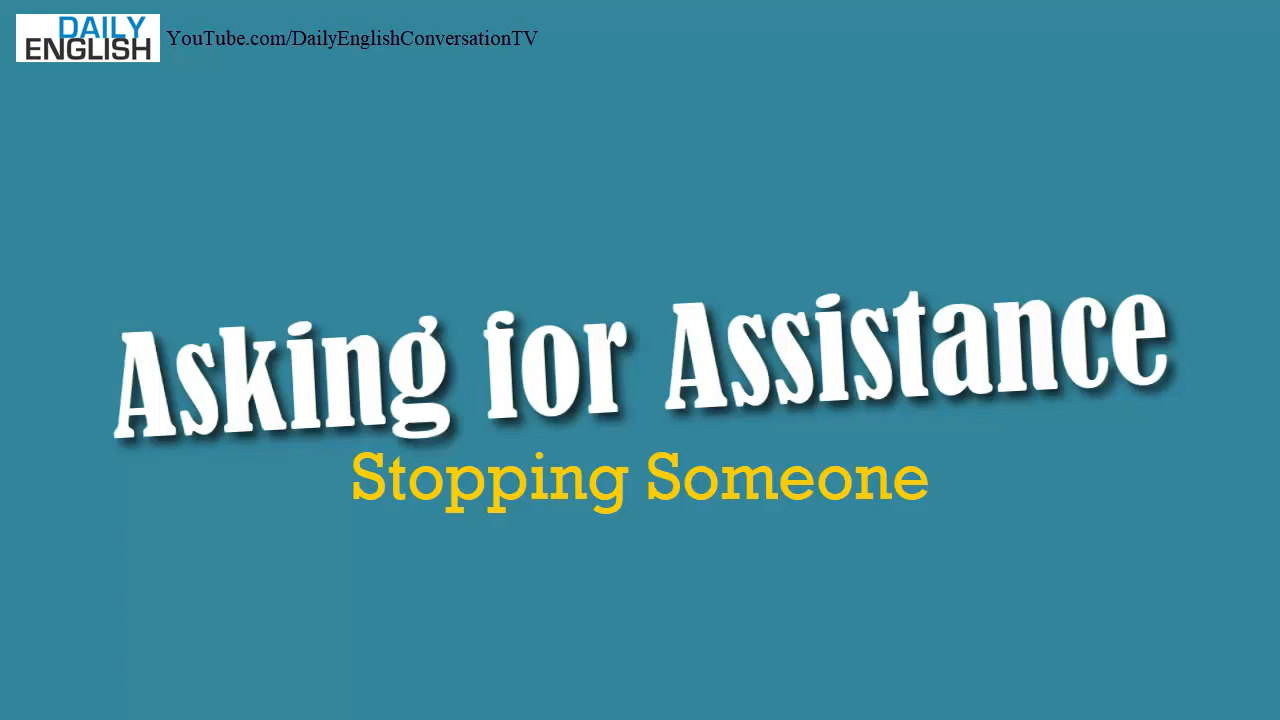 DAILY
ENGLISH
YouTube.com/DailyEnglishConversationTV
Asking for Assistance
Stopping Someone